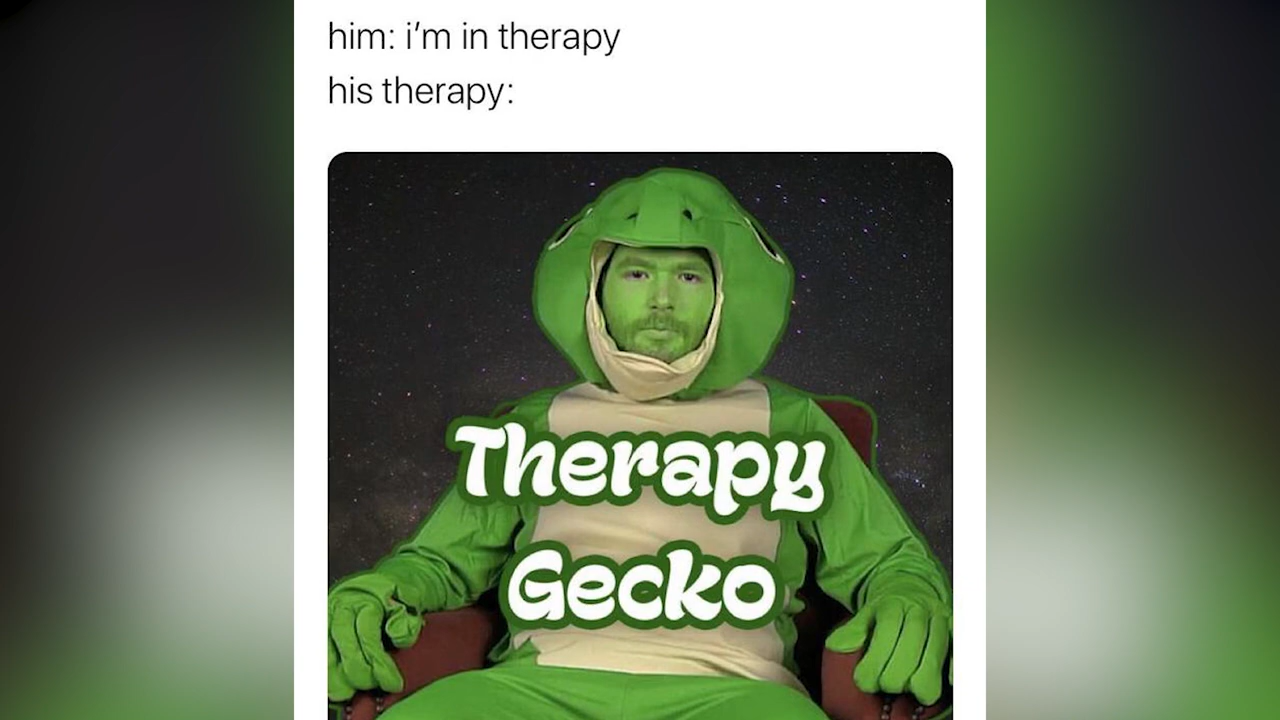 him: i’m in therapy
his therapy:
Therapy
Gecko